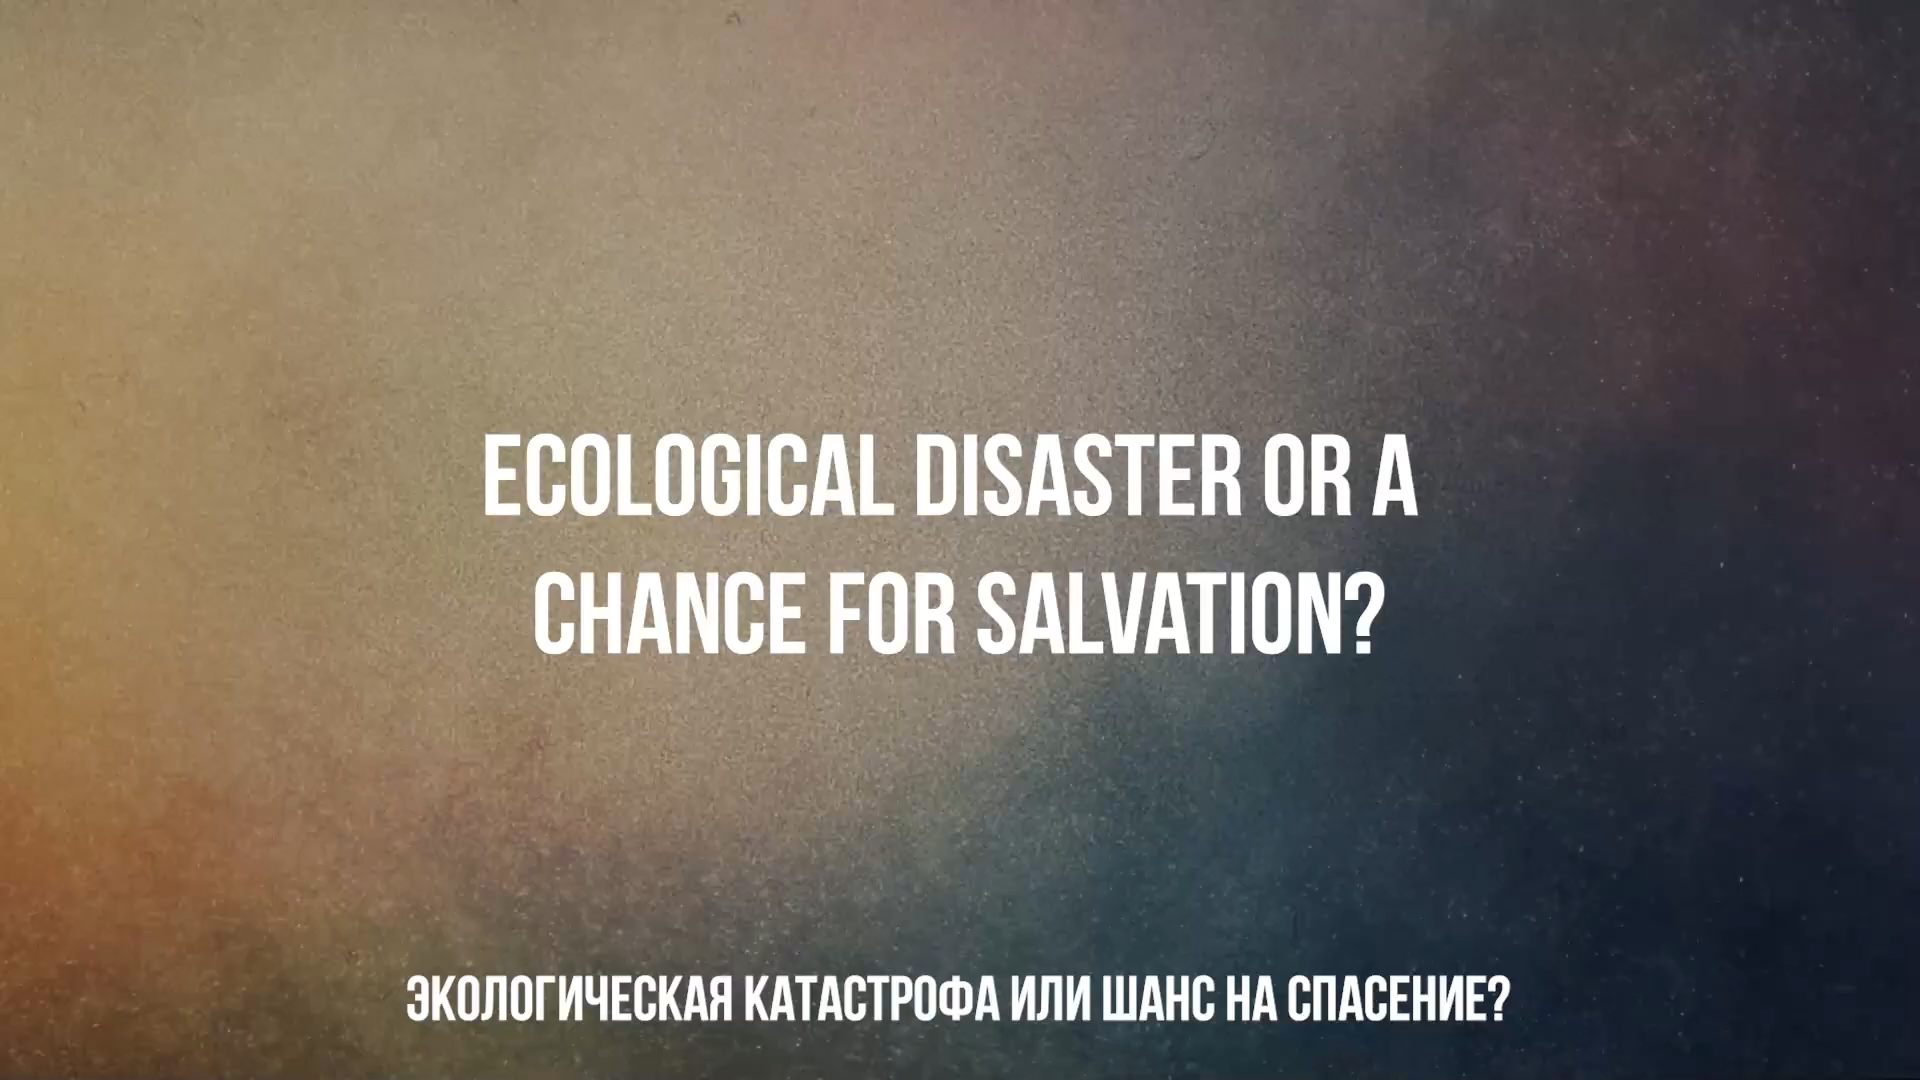 ECOLOGICAL DISASTER OR A
CHANCE FOR SALVATION?
ЭКОЛОГИЧЕСКАЯ КАТАСТРОФА ИЛИ ШАНС НА СПАСЕНИЕ?